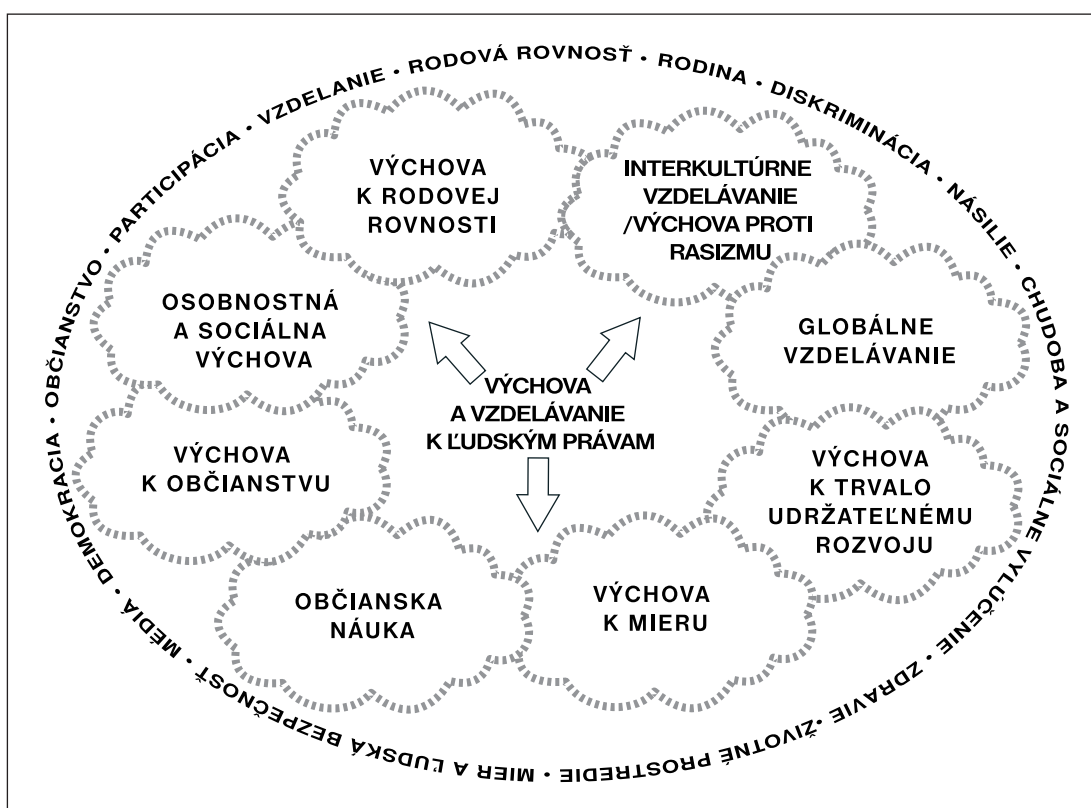 OBČIANSTVO • PARTICIPÁCIA • VZDELANIE • RODOVÁ ROVNOSŤ • RODINA • DISKRIMINÁCIA • NÁSILIE • CHUDOBA A SOCIÁLNE VYLÚČENIE • ZDRAVIE • ŽIVOTNÉ PROSTREDIE • MIER A ĽUDSKÁ BEZPEČNOSŤ • MÉDIÁ • DEMOKRACIA •
VÝCHOVA
K RODOVEJ
ROVNOSTI
INTERKULTÚRNE
VZDELÁVANIE
/VÝCHOVA PROTI
RASIZMU
OSOBNOSTNÁ
A SOCIÁLNA
VÝCHOVA
GLOBÁLNE
VZDELÁVANIE
VÝCHOVA
A VZDELÁVANIE
K ĽUDSKÝM PRÁVAM
VÝCHOVA
K OBČIANSTVU
VÝCHOVA
K TRVALO
UDRŽATEĽNÉMU
ROZVOJU
OBČIANSKA
NÁUKA
VÝCHOVA
K MIERU